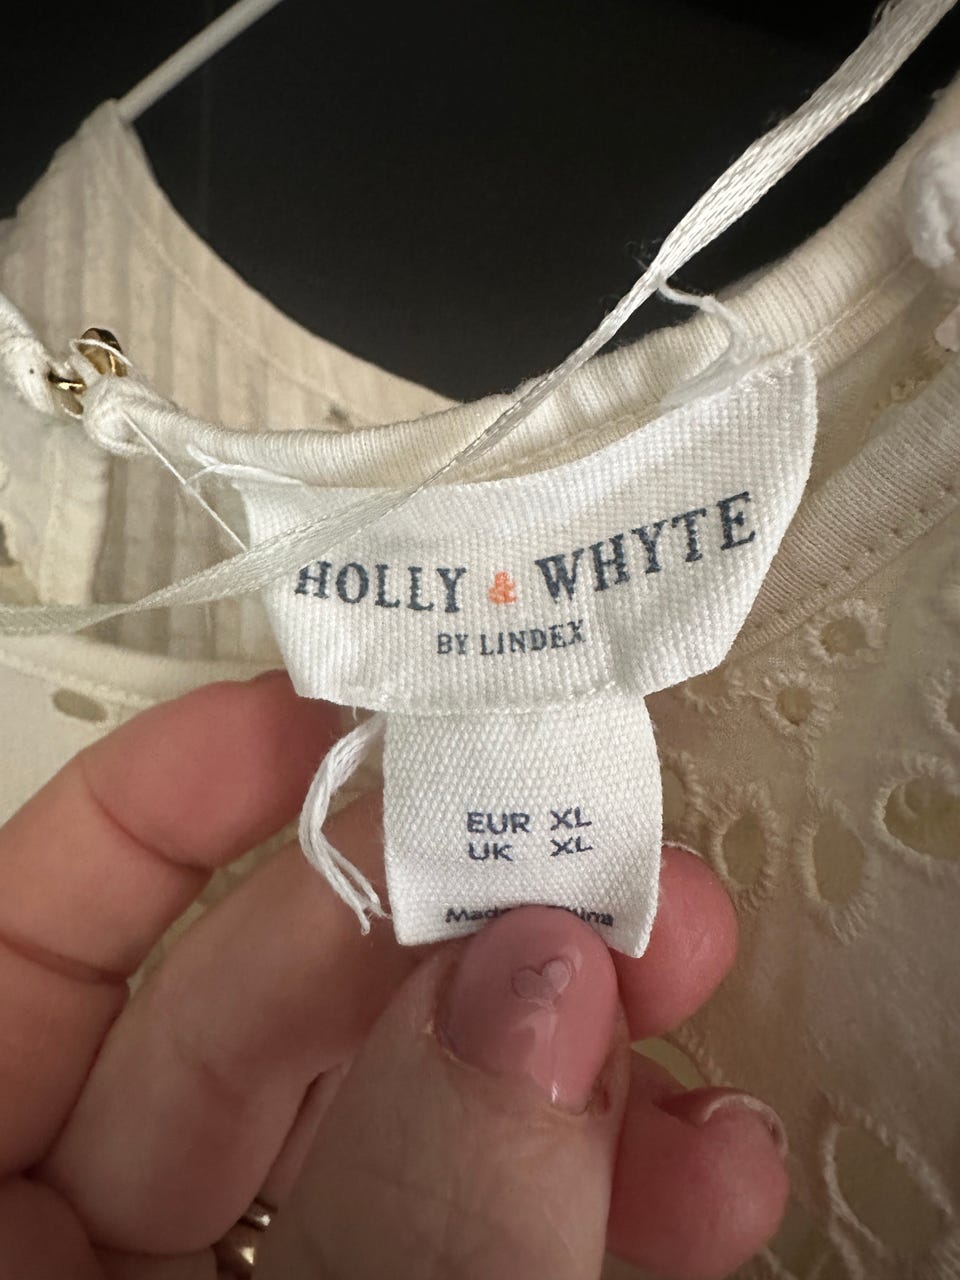 HOLLY & WHYTE
BY LINDEX
EUR XL
UK XL